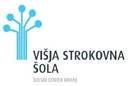 VIŠJA STROKOVNA
ŠOLA
ŠOLSKI CENTER KRANJ